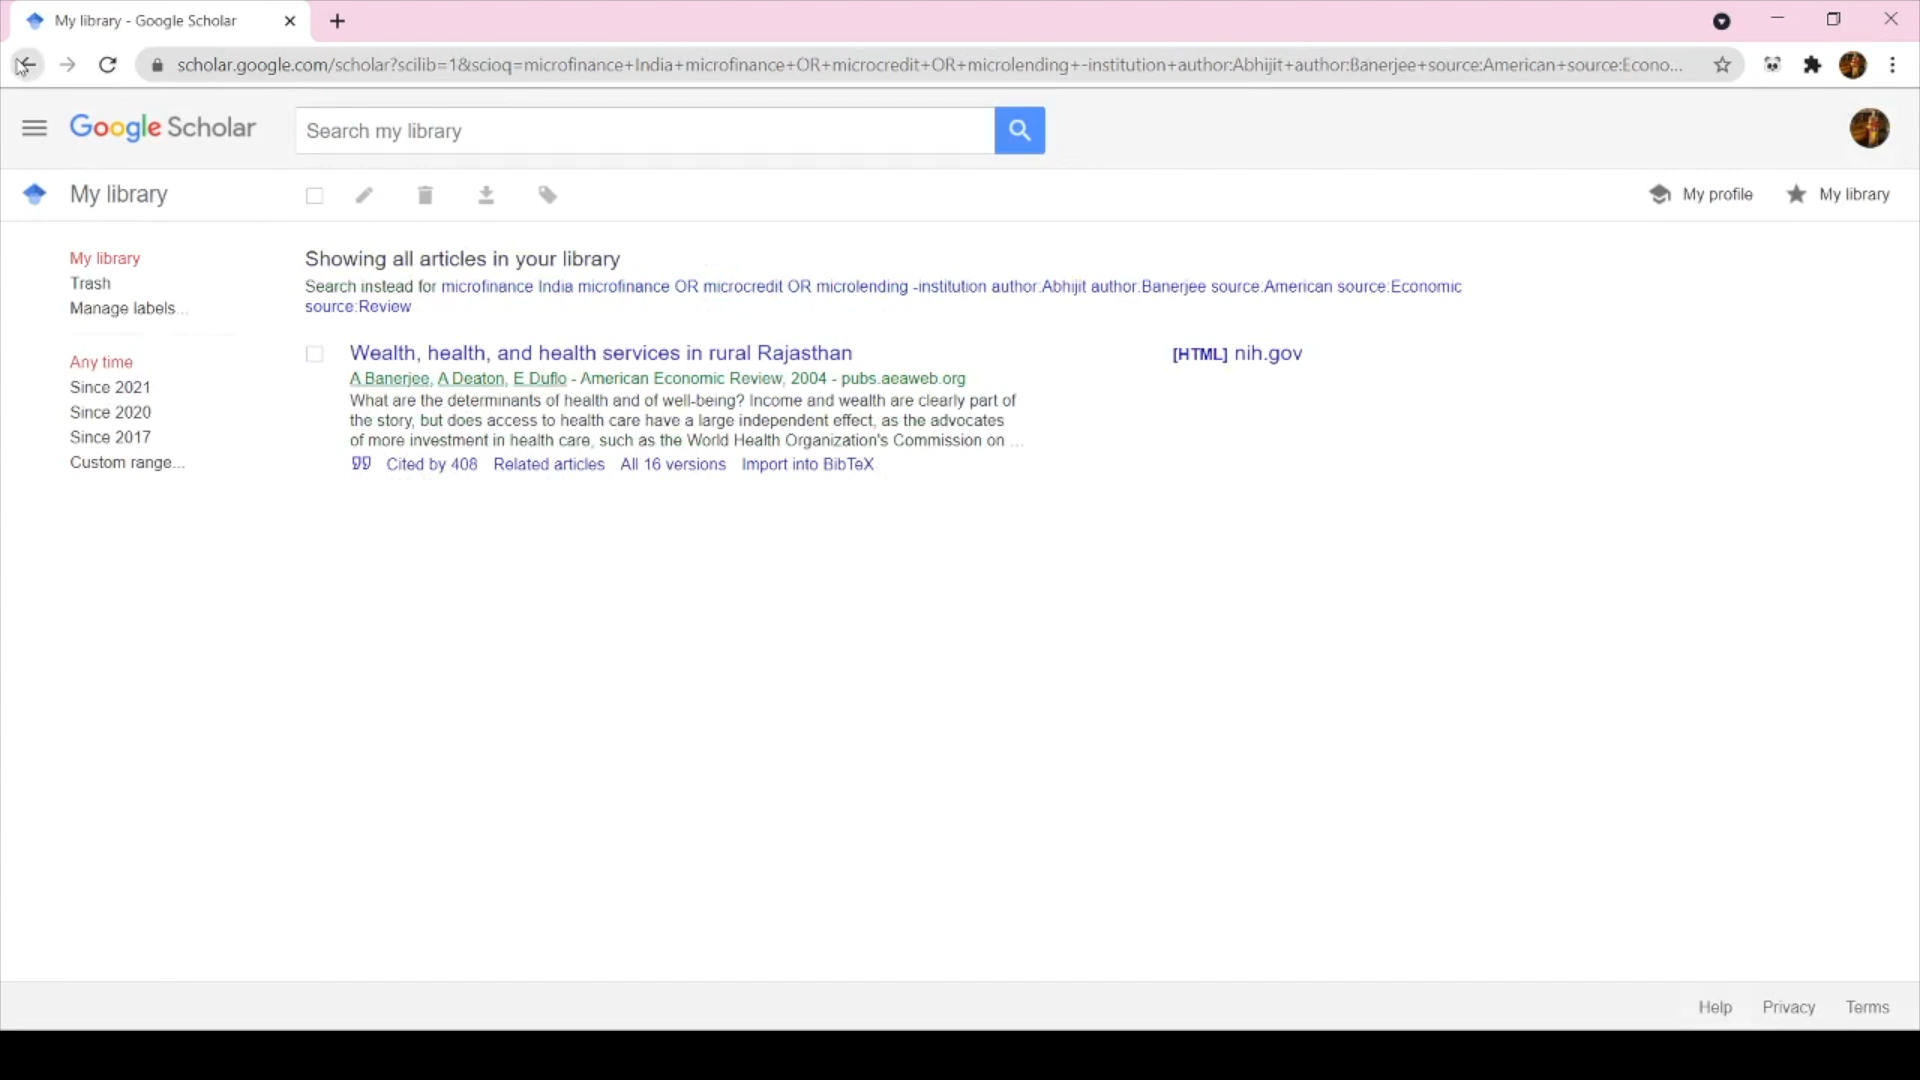 My library - Google Scholar
scholar.google.com/scholar?scilib=1&scioq=microfinance+India+microfinance+OR+microcredit+OR+microlending+-institution+author:Abhijit+author:Banerjee+source:American+source:Econo...
Google Scholar
Search my library
My library
My profile
My library
My library
Trash
Manage labels...
Any time
Since 2021
Since 2020
Since 2017
Custom range...
Showing all articles in your library
Search instead for microfinance India microfinance OR microcredit OR microlending -institution author:Abhijit author:Banerjee source:American source:Economic
source:Review
Wealth, health, and health services in rural Rajasthan
[HTML] nih.gov
A Banerjee, A Deaton, E Duflo - American Economic Review, 2004 - pubs.aeaweb.org
What are the determinants of health and of well-being? Income and wealth are clearly part of
the story, but does access to health care have a large independent effect, as the advocates
of more investment in health care, such as the World Health Organization's Commission on ...
Cited by 408 Related articles All 16 versions Import into BibTeX
Help Privacy Terms